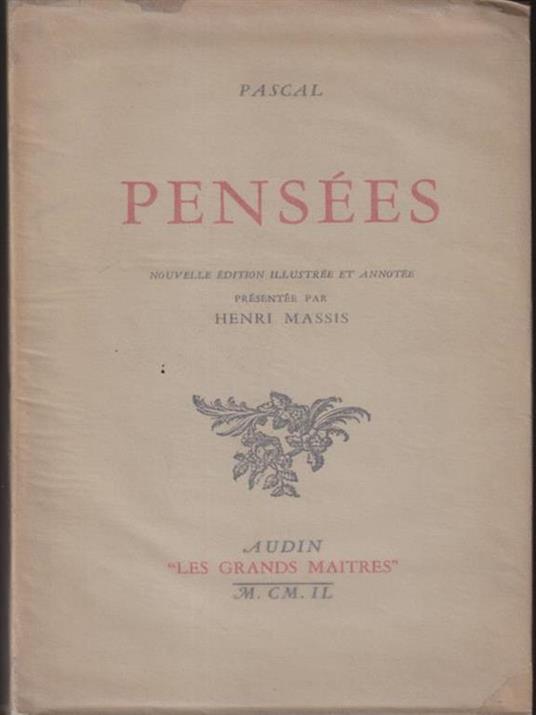 PASCAL
PENSÉES
NOUVELLE ÉDITION ILLUSTRÉE ET ANNOTÉE
PRÉSENTÉE PAR
HENRI MASSIS
AUDIN
"LES GRANDS MAITRES"
M. CM. IL